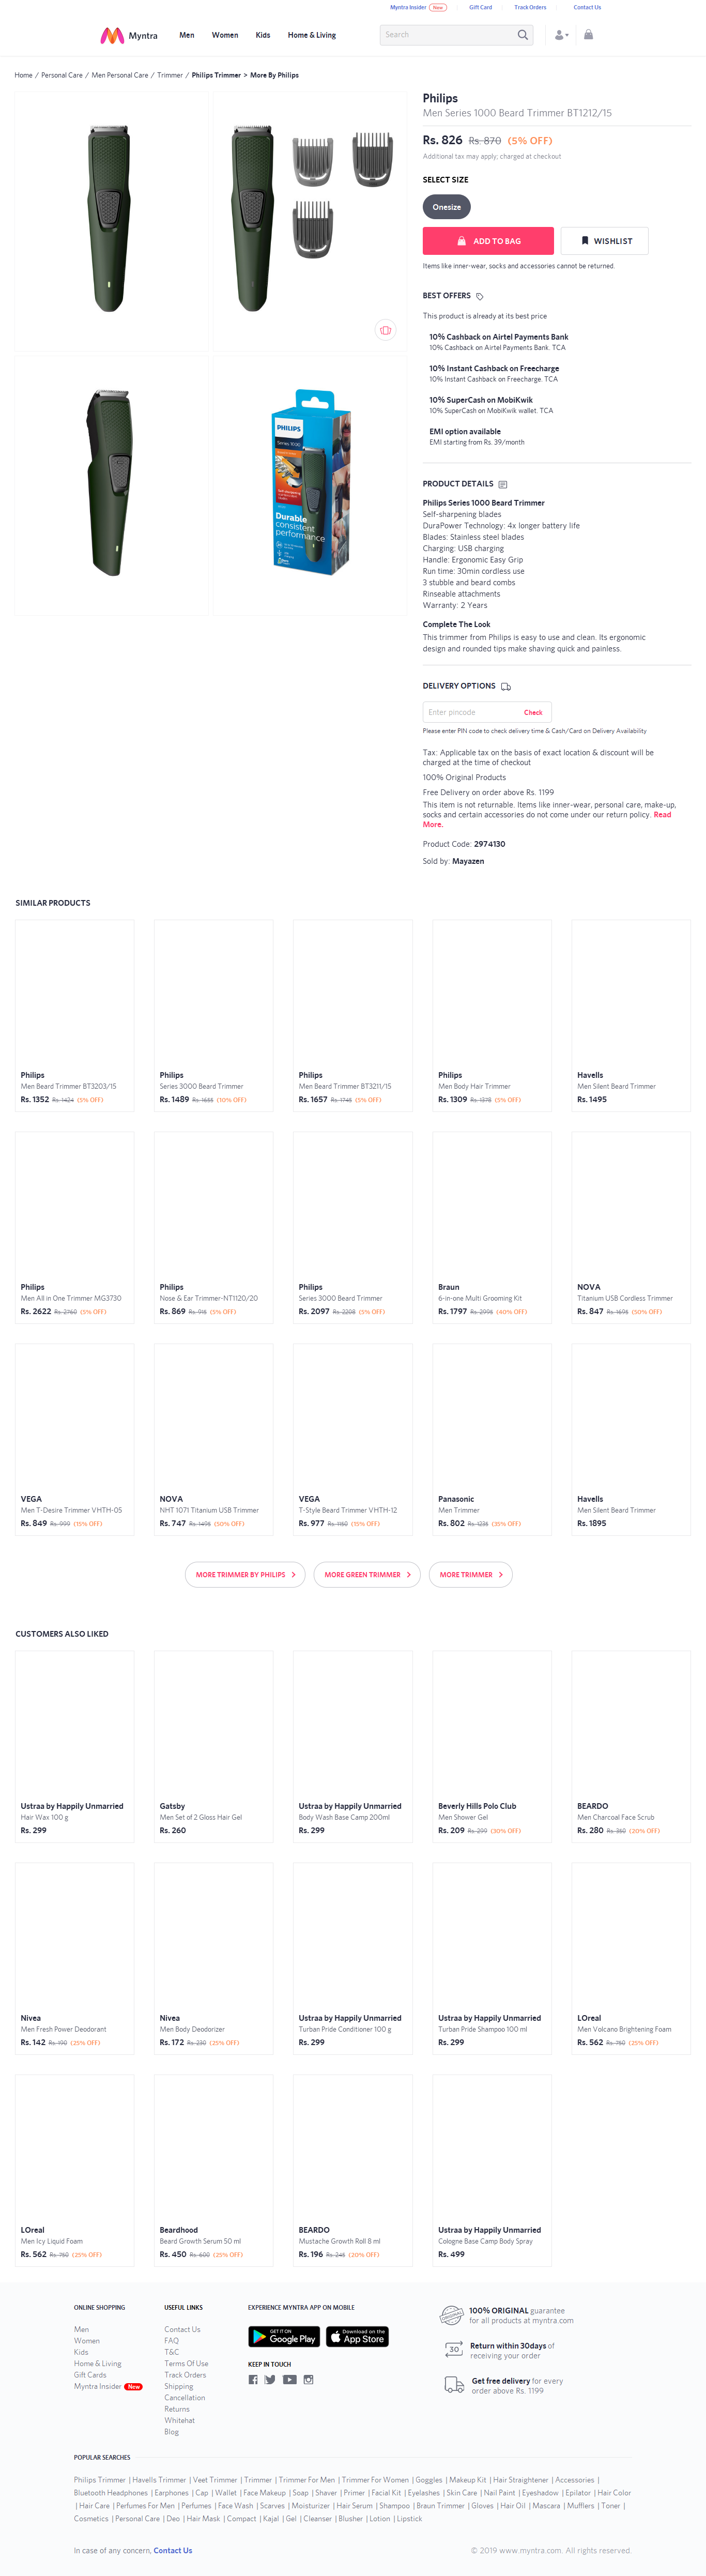 Myntra Insider New Gift Card Track Orders Contact Us
Myntra Men Women Kids Home & Living Search
Home / Personal Care / Men Personal Care / Trimmer / Philips Trimmer > More By Philips
Philips
Men Series 1000 Beard Trimmer BT1212/15
Rs. 826 Rs. 870 (5% OFF)
Additional tax may apply; charged at checkout
SELECT SIZE
Onesize
ADD TO BAG
WISHLIST
Items like inner-wear, socks and accessories cannot be returned.
BEST OFFERS
This product is already at its best price
10% Cashback on Airtel Payments Bank
10% Cashback on Airtel Payments Bank. TCA
10% Instant Cashback on Freecharge
10% Instant Cashback on Freecharge. TCA
10% SuperCash on MobiKwik
10% SuperCash on MobiKwik wallet. TCA
EMI option available
EMI starting from Rs. 39/month
PHILIPS
Series 1000
Durable
consistent
performance
PRODUCT DETAILS
Philips Series 1000 Beard Trimmer
Self-sharpening blades
DuraPower Technology: 4x longer battery life
Blades: Stainless steel blades
Charging: USB charging
Handle: Ergonomic Easy Grip
Run time: 30min cordless use
3 stubble and beard combs
Rinseable attachments
Warranty: 2 Years
Complete The Look
This trimmer from Philips is easy to use and clean. Its ergonomic
design and rounded tips make shaving quick and painless.
DELIVERY OPTIONS
Enter pincode Check
Please enter PIN code to check delivery time & Cash/Card on Delivery Availability
Tax: Applicable tax on the basis of exact location & discount will be
charged at the time of checkout
100% Original Products
Free Delivery on order above Rs. 1199
This item is not returnable. Items like inner-wear, personal care, make-up,
socks and certain accessories do not come under our return policy. Read
More.
Product Code: 2974130
Sold by: Mayazen
SIMILAR PRODUCTS
Philips
Men Beard Trimmer BT3203/15
Rs. 1352 Rs. 1424 (5% OFF)
Philips
Series 3000 Beard Trimmer
Rs. 1489 Rs. 1655 (10% OFF)
Philips
Men Beard Trimmer BT3211/15
Rs. 1657 Rs. 1745 (5% OFF)
Philips
Men Body Hair Trimmer
Rs. 1309 Rs. 1378 (5% OFF)
Havells
Men Silent Beard Trimmer
Rs. 1495
Philips
Men All in One Trimmer MG3730
Rs. 2622 Rs. 2760 (5% OFF)
Philips
Nose & Ear Trimmer-NT1120/20
Rs. 869 Rs. 915 (5% OFF)
Philips
Series 3000 Beard Trimmer
Rs. 2097 Rs. 2208 (5% OFF)
Braun
6-in-one Multi Grooming Kit
Rs. 1797 Rs. 2995 (40% OFF)
NOVA
Titanium USB Cordless Trimmer
Rs. 847 Rs. 1695 (50% OFF)
VEGA
Men T-Desire Trimmer VHTH-05
Rs. 849 Rs. 999 (15% OFF)
NOVA
NHT 1071 Titanium USB Trimmer
Rs. 747 Rs. 1495 (50% OFF)
VEGA
T-Style Beard Trimmer VHTH-12
Rs. 977 Rs. 1150 (15% OFF)
Panasonic
Men Trimmer
Rs. 802 Rs. 1235 (35% OFF)
Havells
Men Silent Beard Trimmer
Rs. 1895
MORE TRIMMER BY PHILIPS
MORE GREEN TRIMMER
MORE TRIMMER
CUSTOMERS ALSO LIKED
Ustraa by Happily Unmarried
Hair Wax 100 g
Rs. 299
Gatsby
Men Set of 2 Gloss Hair Gel
Rs. 260
Ustraa by Happily Unmarried
Body Wash Base Camp 200ml
Rs. 299
Beverly Hills Polo Club
Men Shower Gel
Rs. 209 Rs. 299 (30% OFF)
BEARDO
Men Charcoal Face Scrub
Rs. 280 Rs. 350 (20% OFF)
Nivea
Men Fresh Power Deodorant
Rs. 142 Rs. 190 (25% OFF)
Nivea
Men Body Deodorizer
Rs. 172 Rs. 230 (25% OFF)
Ustraa by Happily Unmarried
Turban Pride Conditioner 100 g
Rs. 299
Ustraa by Happily Unmarried
Turban Pride Shampoo 100 ml
Rs. 299
LOreal
Men Volcano Brightening Foam
Rs. 562 Rs. 750 (25% OFF)
LOreal
Men Icy Liquid Foam
Rs. 562 Rs. 750 (25% OFF)
Beardhood
Beard Growth Serum 50 ml
Rs. 450 Rs. 600 (25% OFF)
BEARDO
Mustache Growth Roll 8 ml
Rs. 196 Rs. 245 (20% OFF)
Ustraa by Happily Unmarried
Cologne Base Camp Body Spray
Rs. 499
ONLINE SHOPPING
Men
Women
Kids
Home & Living
Gift Cards
Myntra Insider New
USEFUL LINKS
Contact Us
FAQ
T&C
Terms Of Use
Track Orders
Shipping
Cancellation
Returns
Whitehat
Blog
EXPERIENCE MYNTRA APP ON MOBILE
GET IT ON
Google Play
Download on the
App Store
KEEP IN TOUCH
ORIGINAL
100% ORIGINAL guarantee
for all products at myntra.com
30
Return within 30days of
receiving your order
Get free delivery for every
order above Rs. 1199
POPULAR SEARCHES
Philips Trimmer | Havells Trimmer | Veet Trimmer | Trimmer | Trimmer For Men | Trimmer For Women | Goggles | Makeup Kit | Hair Straightener | Accessories |
Bluetooth Headphones | Earphones | Cap | Wallet | Face Makeup | Soap | Shaver | Primer | Facial Kit | Eyelashes | Skin Care | Nail Paint | Eyeshadow | Epilator | Hair Color
| Hair Care | Perfumes For Men | Perfumes | Face Wash | Scarves | Moisturizer | Hair Serum | Shampoo | Braun Trimmer | Gloves | Hair Oil | Mascara | Mufflers | Toner |
Cosmetics | Personal Care | Deo | Hair Mask | Compact | Kajal | Gel | Cleanser | Blusher | Lotion | Lipstick
In case of any concern, Contact Us
© 2019 www.myntra.com. All rights reserved.